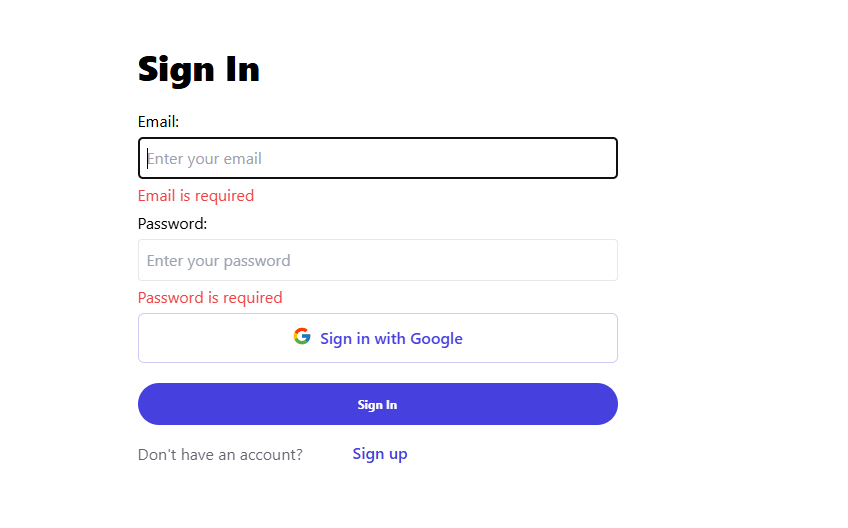 Sign In
Email:
Enter your email
Email is required
Password:
Enter your password
Password is required
Sign in with Google
Sign In
Don't have an account? Sign up